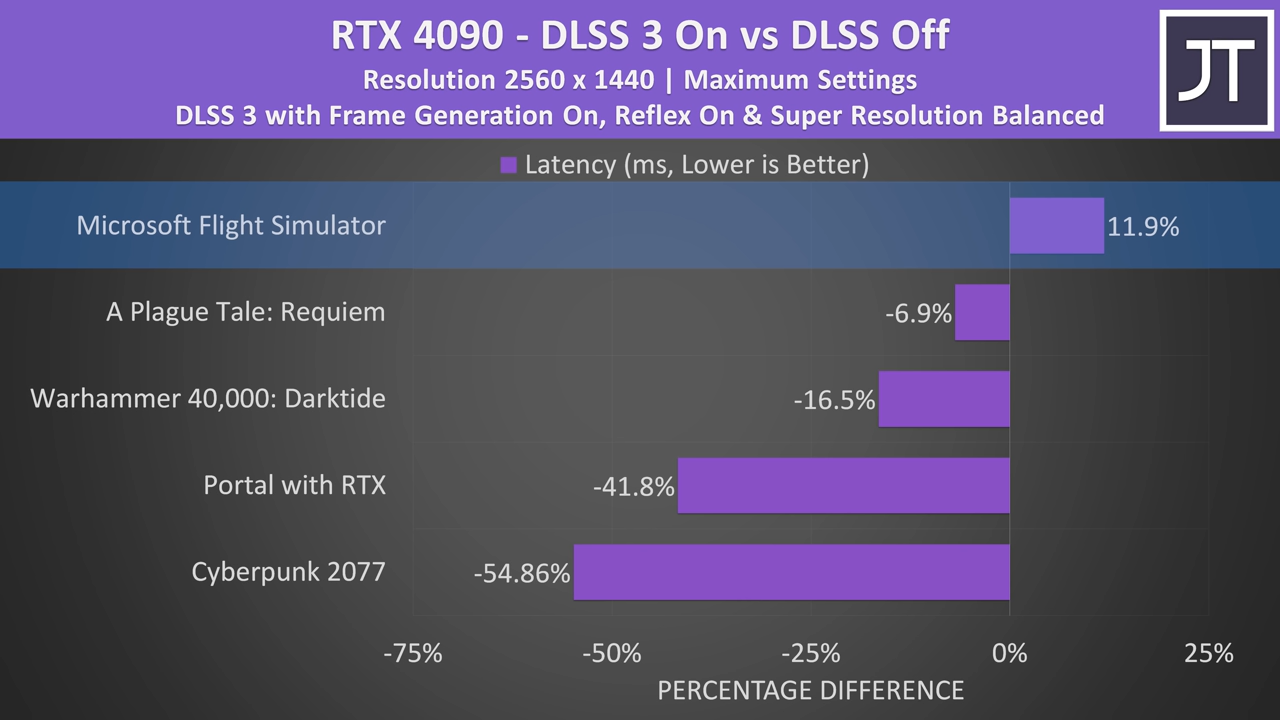 RTX 4090 - DLSS 3 On vs DLSS Off
Resolution 2560 x 1440 | Maximum Settings
DLSS 3 with Frame Generation On, Reflex On & Super Resolution Balanced
JT
Latency (ms, Lower is Better)
Microsoft Flight Simulator 11.9%
A Plague Tale: Requiem -6.9%
Warhammer 40,000: Darktide -16.5%
Portal with RTX -41.8%
Cyberpunk 2077 -54.86%
-75% -50% -25% 0% 25%
PERCENTAGE DIFFERENCE